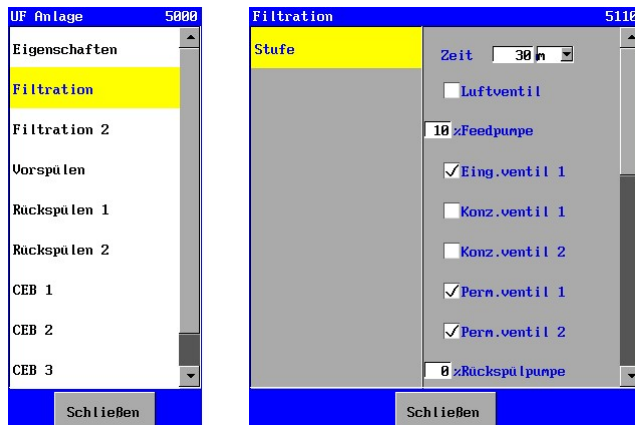 UF Anlage 5000
Eigenschaften
Filtration
Filtration 2
Vorspülen
Rückspülen 1
Rückspülen 2
CEB 1
CEB 2
CEB 3
Schließen
Filtration 5110
Stufe
Zeit 30 m
Luftventil
10 %Feedpumpe
Eing.ventil 1
Konz.ventil 1
Konz.ventil 2
Perm.ventil 1
Perm.ventil 2
0 %Rückspülpumpe
Schließen